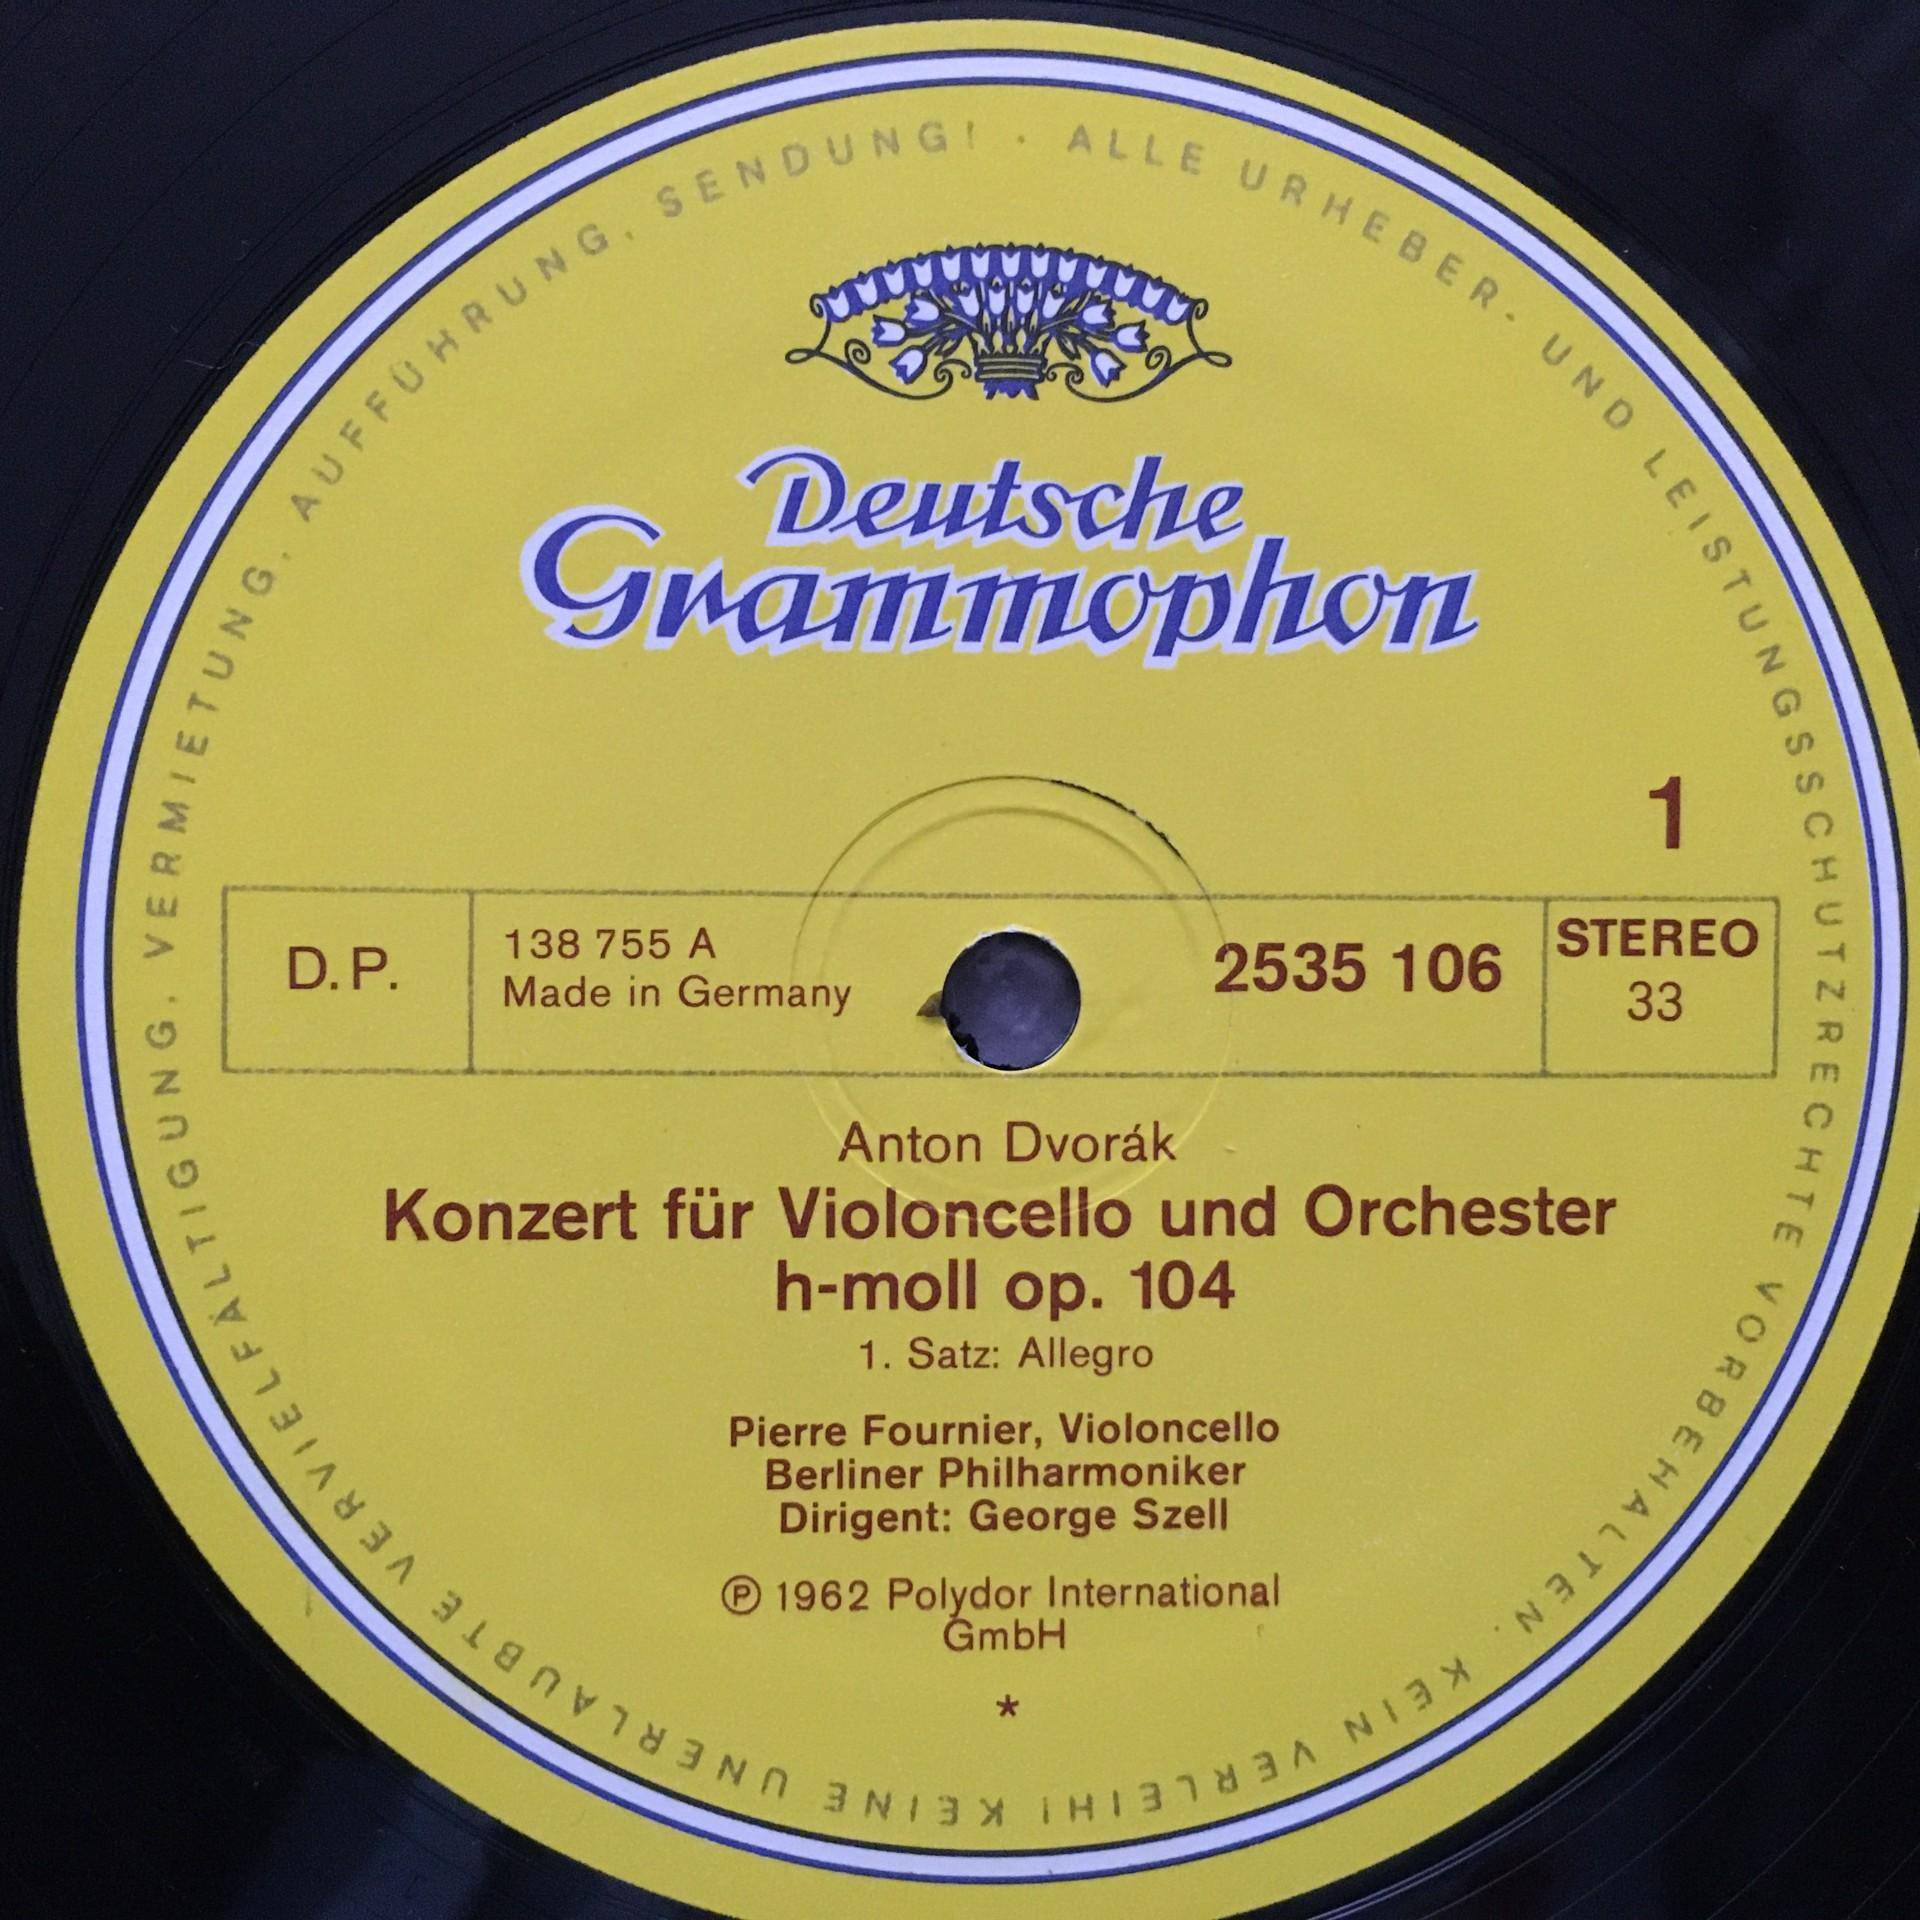 ALLE URHEBER- UND LEISTUNGSSCHUTZRECHTE VORBEHALTEN. KEIN VERLEIH! KEINE UNERLAUBTE VERVIELFÄLTIGUNG, VERMIETUNG, AUFFÜHRUNG, SENDUNG! ·
Deutsche
Grammophon
1
D.P.
138 755 A
Made in Germany
2535 106
STEREO
33
Anton Dvorák
Konzert für Violoncello und Orchester
h-moll op. 104
1. Satz: Allegro
Pierre Fournier, Violoncello
Berliner Philharmoniker
Dirigent: George Szell
Ⓟ 1962 Polydor International
GmbH
*